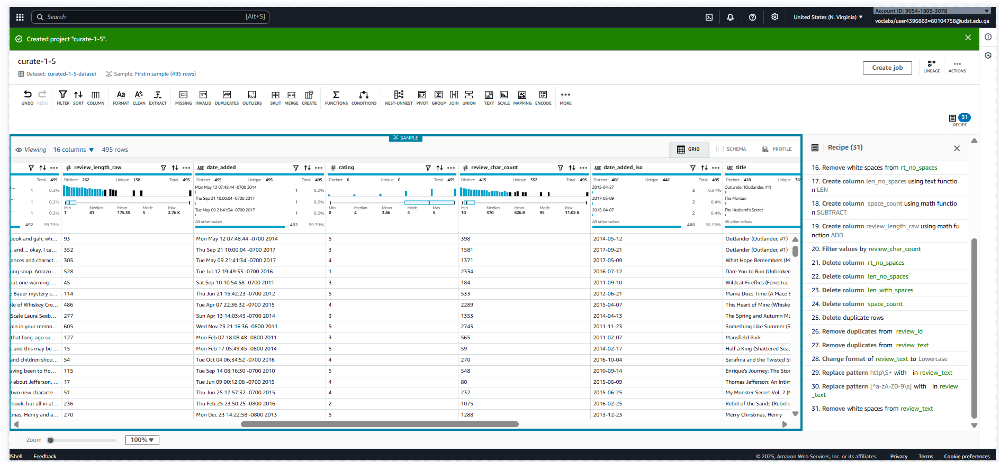 Search [Alt+S] United States (N. Virginia) Account ID: 9054-1809-3078
voclabs/user4396863=60104758@udst.edu.qa
Created project "curate-1-5".
curate-1-5
Dataset: curated-1-5-dataset Sample: First n sample (495 rows)
Create job LINEAGE ACTIONS
UNDO REDO FILTER SORT COLUMN FORMAT CLEAN EXTRACT MISSING INVALID DUPLICATES OUTLIERS SPLIT MERGE CREATE FUNCTIONS CONDITIONS NEST-UNNEST PIVOT GROUP JOIN UNION TEXT SCALE MAPPING ENCODE MORE
31
RECIPE
SAMPLE
Viewing 16 columns 495 rows GRID SCHEMA PROFILE
# review_length_raw ABC date_added # rating # review_char_count ABC date_added_iso ABC title
Total 495 Distinct 262 Unique 158 Total 495 Distinct 495 Unique 495 Total 495 Distinct 6 Unique 0 Total 495 Distinct 415 Unique 352 Total 495 Distinct 468 Unique 442 Total 495 Distinct 410 Unique 36
1 0.2% Mon May 12 07:48:44 -0700 2014 1 0.2% 2015-04-27 3 0.61% Outlander (Outlander, #1)
1 0.2% Thu Sep 21 10:00:04 -0700 2017 1 0.2% 2017-05-09 2 0.4% The Martian
1 0.2% Tue May 09 21:41:34 -0700 2017 1 0.2% 2015-04-07 2 0.4% The Husband's Secret
Min Median Mean Mode Max Min Median Mean Mode Max Min Median Mean Mode Max
1 81 175.35 5 2.76 K 0 4 3.86 5 5 10 370 826.9 95 11.02 K
492 99.39% All other values 492 99.39% All other values 488 98.59% All other values
book and gah, wh... 93 Mon May 12 07:48:44 -0700 2014 5 398 2014-05-12 Outlander (Outlander, #1)
, and.... okay. I ca... 352 Thu Sep 21 10:00:04 -0700 2017 3 1581 2017-09-21 Outlander (Outlander, #1)
ances and charact... 305 Tue May 09 21:41:34 -0700 2017 4 1371 2017-05-09 What Hope Remembers (M
ing soup. Amazo... 528 Tue Jul 12 19:49:33 -0700 2016 1 2334 2016-07-12 Dare You to Run (Unbroken
out one warning: ... 45 Sat Sep 10 10:54:58 -0700 2011 3 184 2011-09-10 Wildcat Fireflies (Fenestra,
e Bauer mystery s... 114 Thu Jun 21 15:42:23 -0700 2012 5 533 2012-06-21 Mama Does Time (A Mace B
le of Whiskey Cre... 486 Tue Apr 07 22:36:32 -0700 2015 4 2289 2015-04-07 This Heart of Mine (Whiske
Scale Laura Seeb... 277 Sun Apr 13 14:03:43 -0700 2014 3 1353 2014-04-13 The Spring and Autumn Mu
ain in your memo... 605 Wed Nov 23 21:16:36 -0800 2011 5 2743 2011-11-23 Something Like Summer (S
that long-ago su... 127 Mon Feb 07 18:08:48 -0800 2011 3 565 2011-02-07 Mansfield Park
s and this may be ... 15 Mon Feb 17 05:49:45 -0800 2014 5 59 2014-02-17 Half a King (Shattered Sea,
and children shou... 54 Tue Oct 04 06:34:52 -0700 2016 4 270 2016-10-04 Serafina and the Twisted St
aving been to Ho... 115 Tue Sep 14 08:16:30 -0700 2010 5 548 2010-09-14 Enrique's Journey: The Stor
v about Jefferson, ... 17 Tue Jun 09 00:12:08 -0700 2015 4 80 2015-06-09 Thomas Jefferson: An Intim
two new characte... 51 Thu Jun 25 17:57:32 -0700 2015 4 232 2015-06-25 My Monster Secret Vol. 2 (M
book, but all in al... 236 Thu Feb 25 23:50:25 -0800 2016 2 1075 2016-02-25 Rebel of the Sands (Rebel o
tmas, Henry and a... 270 Mon Dec 23 14:22:58 -0800 2013 5 1288 2013-12-23 Merry Christmas, Henry
Recipe (31)
16. Remove white spaces from rt_no_spaces
17. Create column len_no_spaces using text functio
n LEN
18. Create column space_count using math functio
n SUBTRACT
19. Create column review_length_raw using math fu
nction ADD
20. Filter values by review_char_count
21. Delete column rt_no_spaces
22. Delete column len_no_spaces
23. Delete column len_with_spaces
24. Delete column space_count
25. Delete duplicate rows
26. Remove duplicates from review_id
27. Remove duplicates from review_text
28. Change format of review_text to Lowercase
29. Replace pattern http\S+ with in review_text
30. Replace pattern [^a-zA-Z0-9\s] with in review
_text
31. Remove white spaces from review_text
Zoom 100%
dShell Feedback © 2025, Amazon Web Services, Inc. or its affiliates. Privacy Terms Cookie preferences